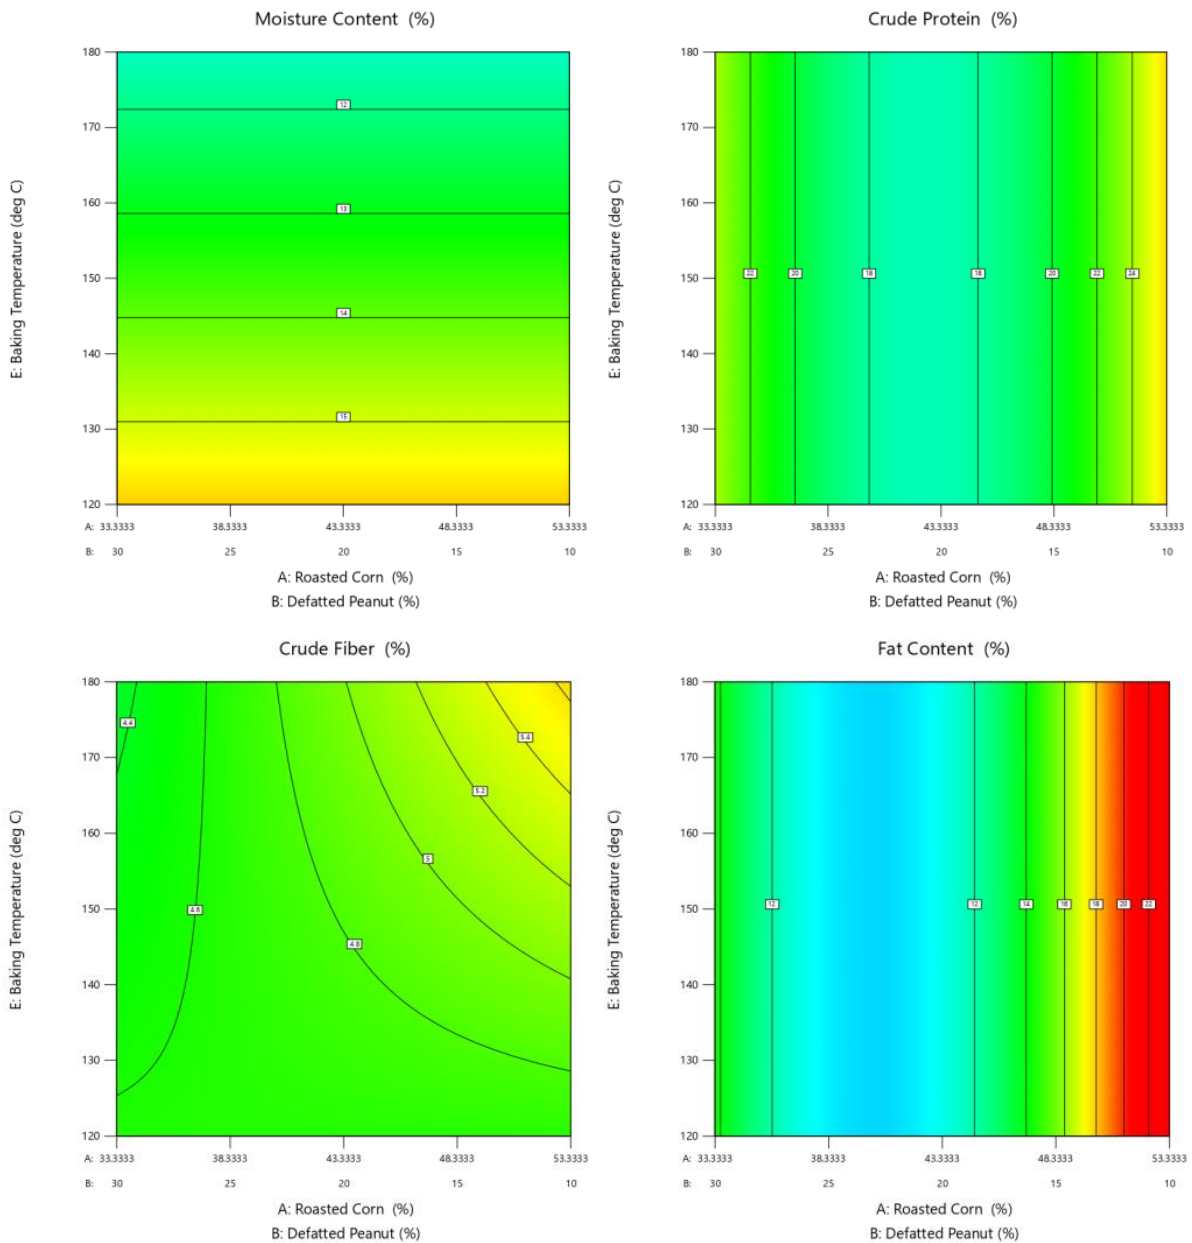 Moisture Content (%)
180
170
160
150
140
130
120
12
13
14
15
E: Baking Temperature (deg C)
A: 33.3333 38.3333 43.3333 48.3333 53.3333
B: 30 25 20 15 10
A: Roasted Corn (%)
B: Defatted Peanut (%)
Crude Protein (%)
180
170
160
150
140
130
120
22 20 18 18 20 22 24
E: Baking Temperature (deg C)
A: 33.3333 38.3333 43.3333 48.3333 53.3333
B: 30 25 20 15 10
A: Roasted Corn (%)
B: Defatted Peanut (%)
Crude Fiber (%)
180
170
160
150
140
130
120
4.4
5.4
5.2
5
4.6
4.8
E: Baking Temperature (deg C)
A: 33.3333 38.3333 43.3333 48.3333 53.3333
B: 30 25 20 15 10
A: Roasted Corn (%)
B: Defatted Peanut (%)
Fat Content (%)
180
170
160
150
140
130
120
12 12 14 16 18 20 22
E: Baking Temperature (deg C)
A: 33.3333 38.3333 43.3333 48.3333 53.3333
B: 30 25 20 15 10
A: Roasted Corn (%)
B: Defatted Peanut (%)